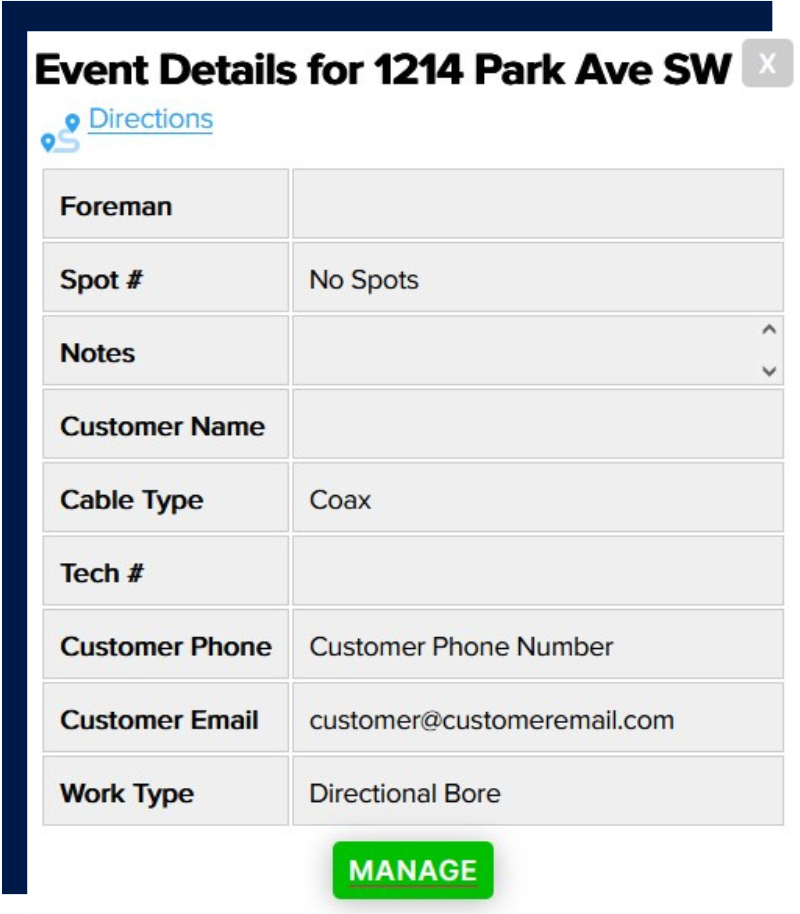 Event Details for 1214 Park Ave SW X
Directions
Foreman
Spot # No Spots
Notes
Customer Name
Cable Type Coax
Tech #
Customer Phone Customer Phone Number
Customer Email customer@customeremail.com
Work Type Directional Bore
MANAGE